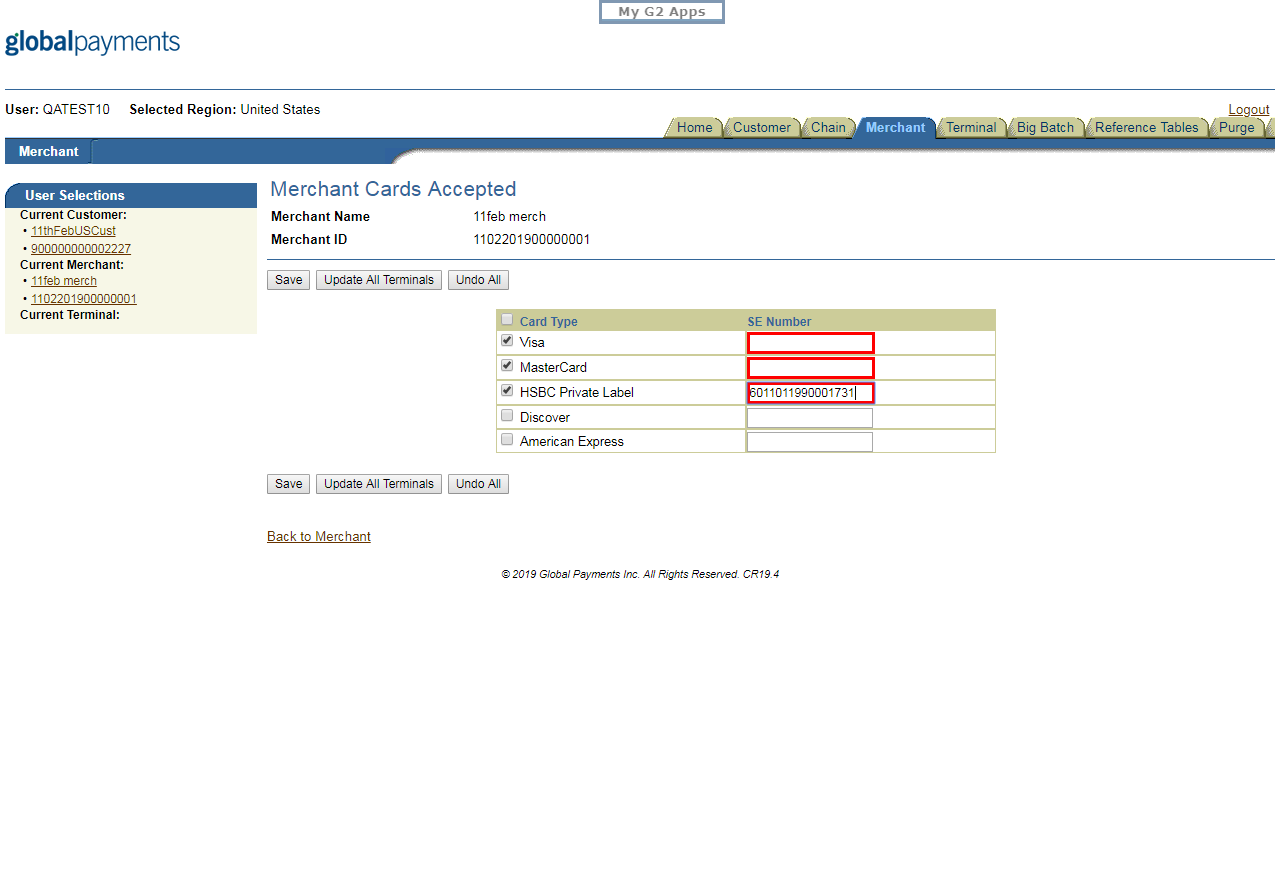 My G2 Apps
globalpayments
User: QATEST10 Selected Region: United States
Logout
Home Customer Chain Merchant Terminal Big Batch Reference Tables Purge
Merchant
User Selections
Current Customer:
• 11thFebUSCust
• 900000000002227
Current Merchant:
• 11feb merch
• 1102201900000001
Current Terminal:
Merchant Cards Accepted
Merchant Name 11feb merch
Merchant ID 1102201900000001
Save Update All Terminals Undo All
Card Type SE Number
Visa
MasterCard
HSBC Private Label 6011011990001731
Discover
American Express
Save Update All Terminals Undo All
Back to Merchant
© 2019 Global Payments Inc. All Rights Reserved. CR19.4